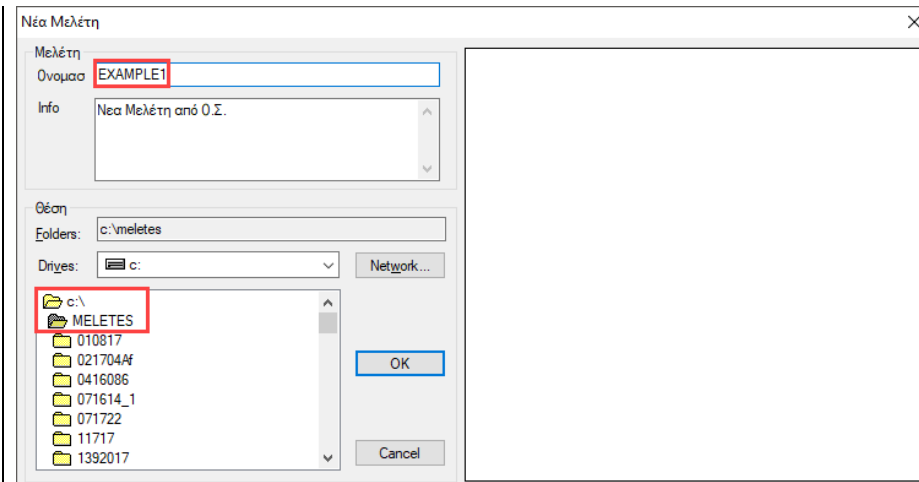 Νέα Μελέτη
Μελέτη
Ονομασ EXAMPLE1
Info Νεα Μελέτη από Ο.Σ.
Θέση
Folders: c:\meletes
Drives: c: Network...
c:\
MELETES
010817
021704Af
0416086
071614_1
071722
11717
1392017
OK
Cancel